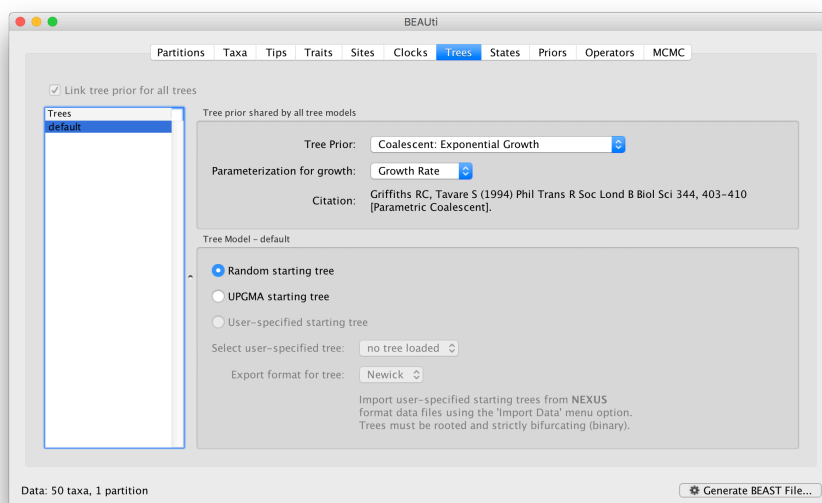 BEAUti
Partitions Taxa Tips Traits Sites Clocks Trees States Priors Operators MCMC
Link tree prior for all trees
Trees
default
Tree prior shared by all tree models
Tree Prior: Coalescent: Exponential Growth
Parameterization for growth: Growth Rate
Citation: Griffiths RC, Tavare S (1994) Phil Trans R Soc Lond B Biol Sci 344, 403-410
[Parametric Coalescent].
Tree Model - default
Random starting tree
UPGMA starting tree
User-specified starting tree
Select user-specified tree: no tree loaded
Export format for tree: Newick
Import user-specified starting trees from NEXUS
format data files using the 'Import Data' menu option.
Trees must be rooted and strictly bifurcating (binary).
Data: 50 taxa, 1 partition
Generate BEAST File...